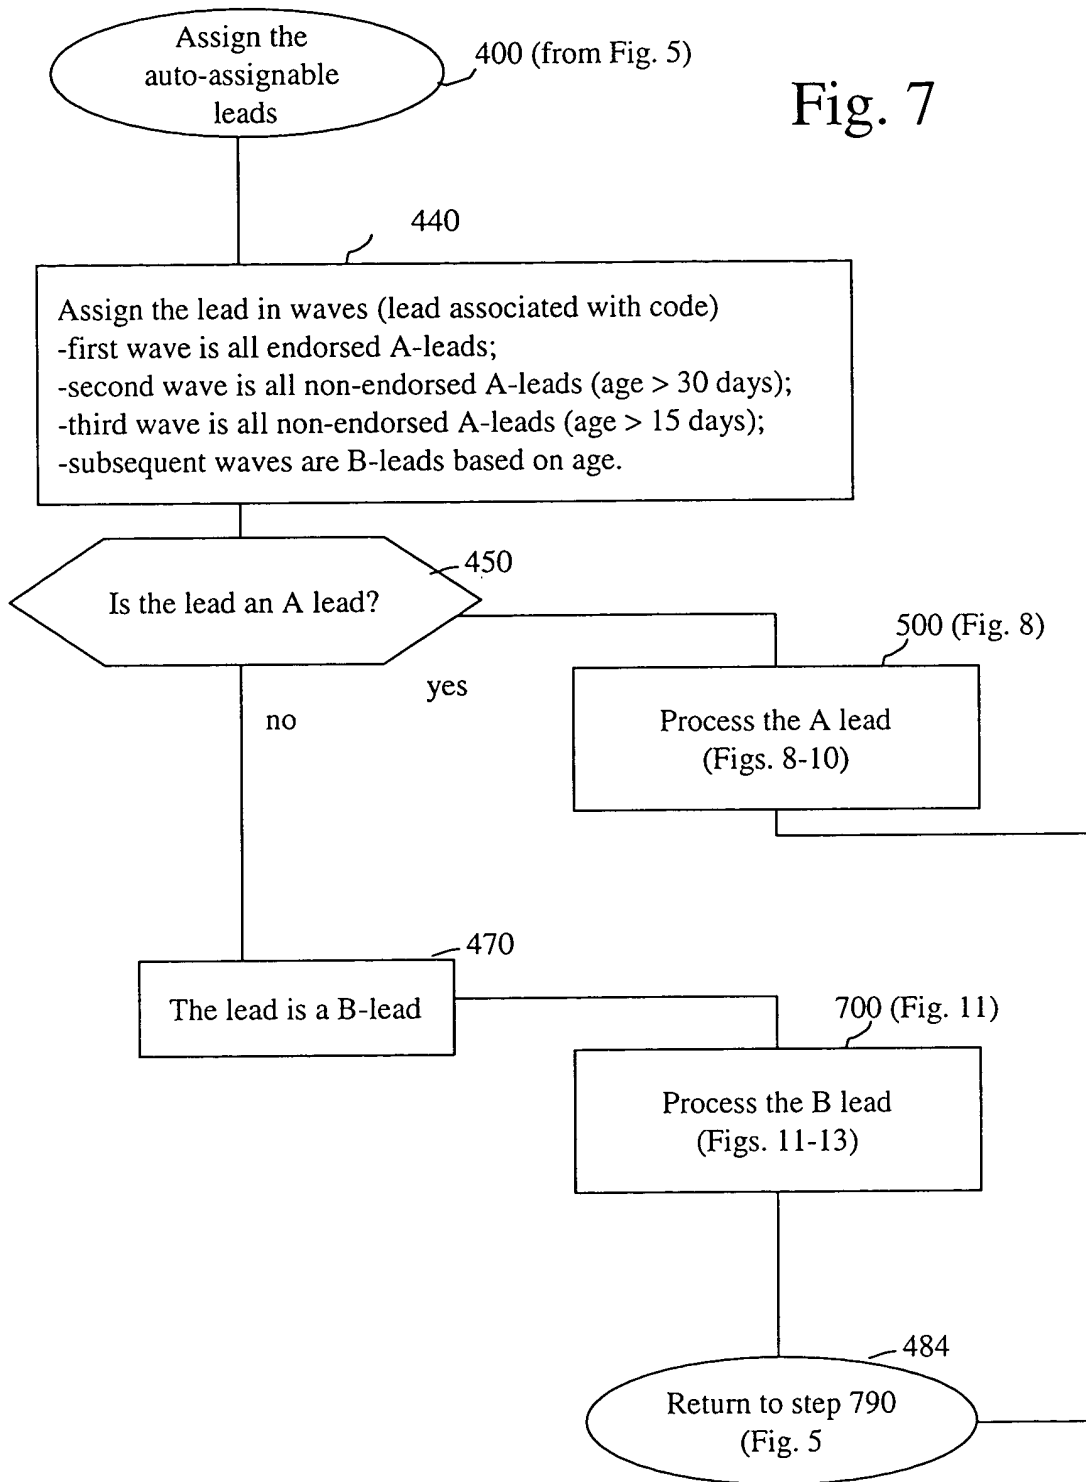 Assign the
auto-assignable
leads
400 (from Fig. 5)
Fig. 7
440
Assign the lead in waves (lead associated with code)
-first wave is all endorsed A-leads;
-second wave is all non-endorsed A-leads (age > 30 days);
-third wave is all non-endorsed A-leads (age > 15 days);
-subsequent waves are B-leads based on age.
450
Is the lead an A lead?
yes
no
500 (Fig. 8)
Process the A lead
(Figs. 8-10)
470
The lead is a B-lead
700 (Fig. 11)
Process the B lead
(Figs. 11-13)
484
Return to step 790
(Fig. 5